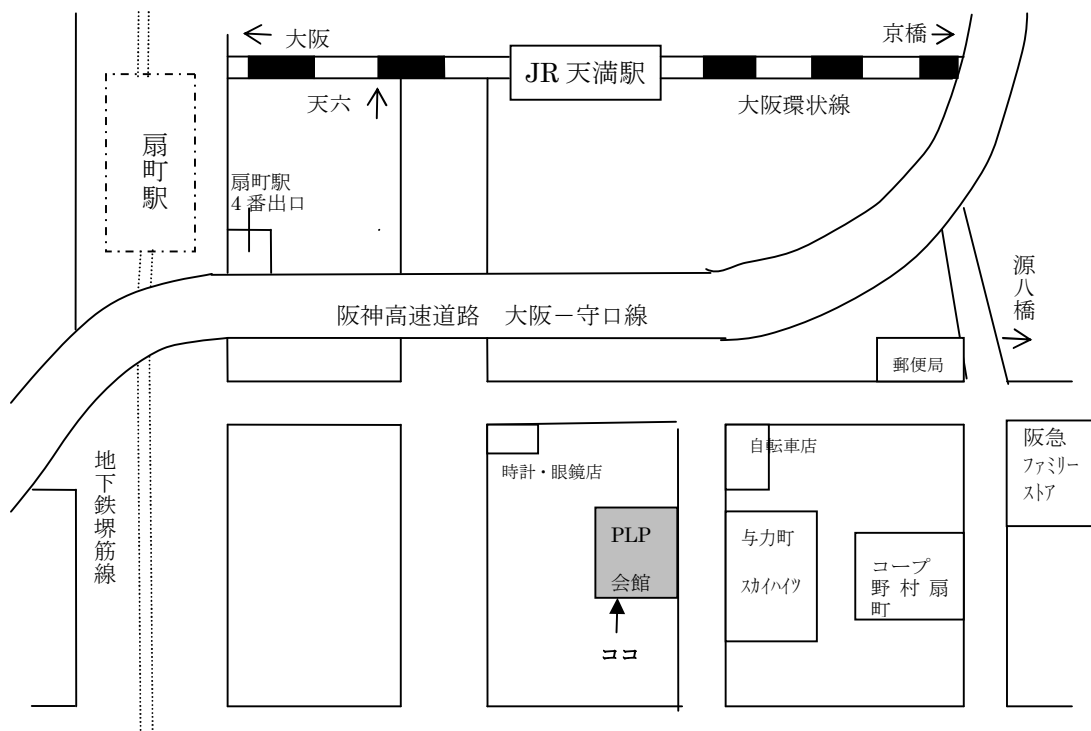 大阪
京橋
JR 天満駅
天六
大阪環状線
扇町駅
扇町駅
4 番出口
源八橋
阪神高速道路 大阪－守口線
郵便局
地下鉄堺筋線
時計・眼鏡店
自転車店
阪急
ﾌｧﾐﾘｰ
ｽﾄｱ
PLP
会館
与力町
ｽｶｲﾊｲﾂ
コープ
野 村 扇
町
ココ